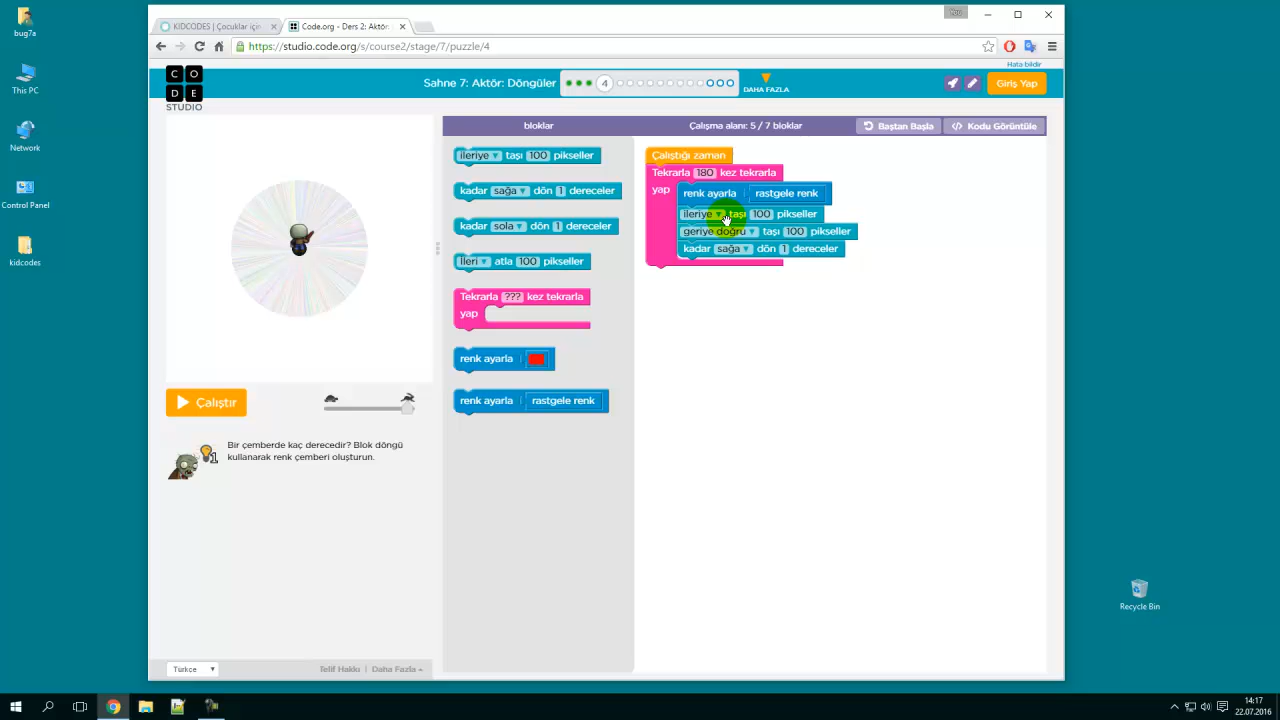 bug7a
This PC
Network
Control Panel
kidcodes
Recycle Bin
KIDCODES | Çocuklar için
Code.org - Ders 2: Aktör:
https://studio.code.org/s/course2/stage/7/puzzle/4
Hata bildir
C O
D E
STUDIO
Sahne 7: Aktör: Döngüler
4
DAHA FAZLA
Giriş Yap
bloklar
Çalışma alanı: 5 / 7 bloklar
Baştan Başla
Kodu Görüntüle
ileriye ▼ taşı 100 pikseller
kadar sağa ▼ dön 1 dereceler
kadar sola ▼ dön 1 dereceler
İleri ▼ atla 100 pikseller
Tekrarla ??? kez tekrarla
yap
renk ayarla
renk ayarla rastgele renk
Çalıştığı zaman
Tekrarla 180 kez tekrarla
yap
renk ayarla rastgele renk
ileriye ▼ taşı 100 pikseller
geriye doğru ▼ taşı 100 pikseller
kadar sağa ▼ dön 1 dereceler
Çalıştır
1
Bir çemberde kaç derecedir? Blok döngü
kullanarak renk çemberi oluşturun.
Türkçe
Telif Hakkı | Daha Fazla
14:17
22.07.2016